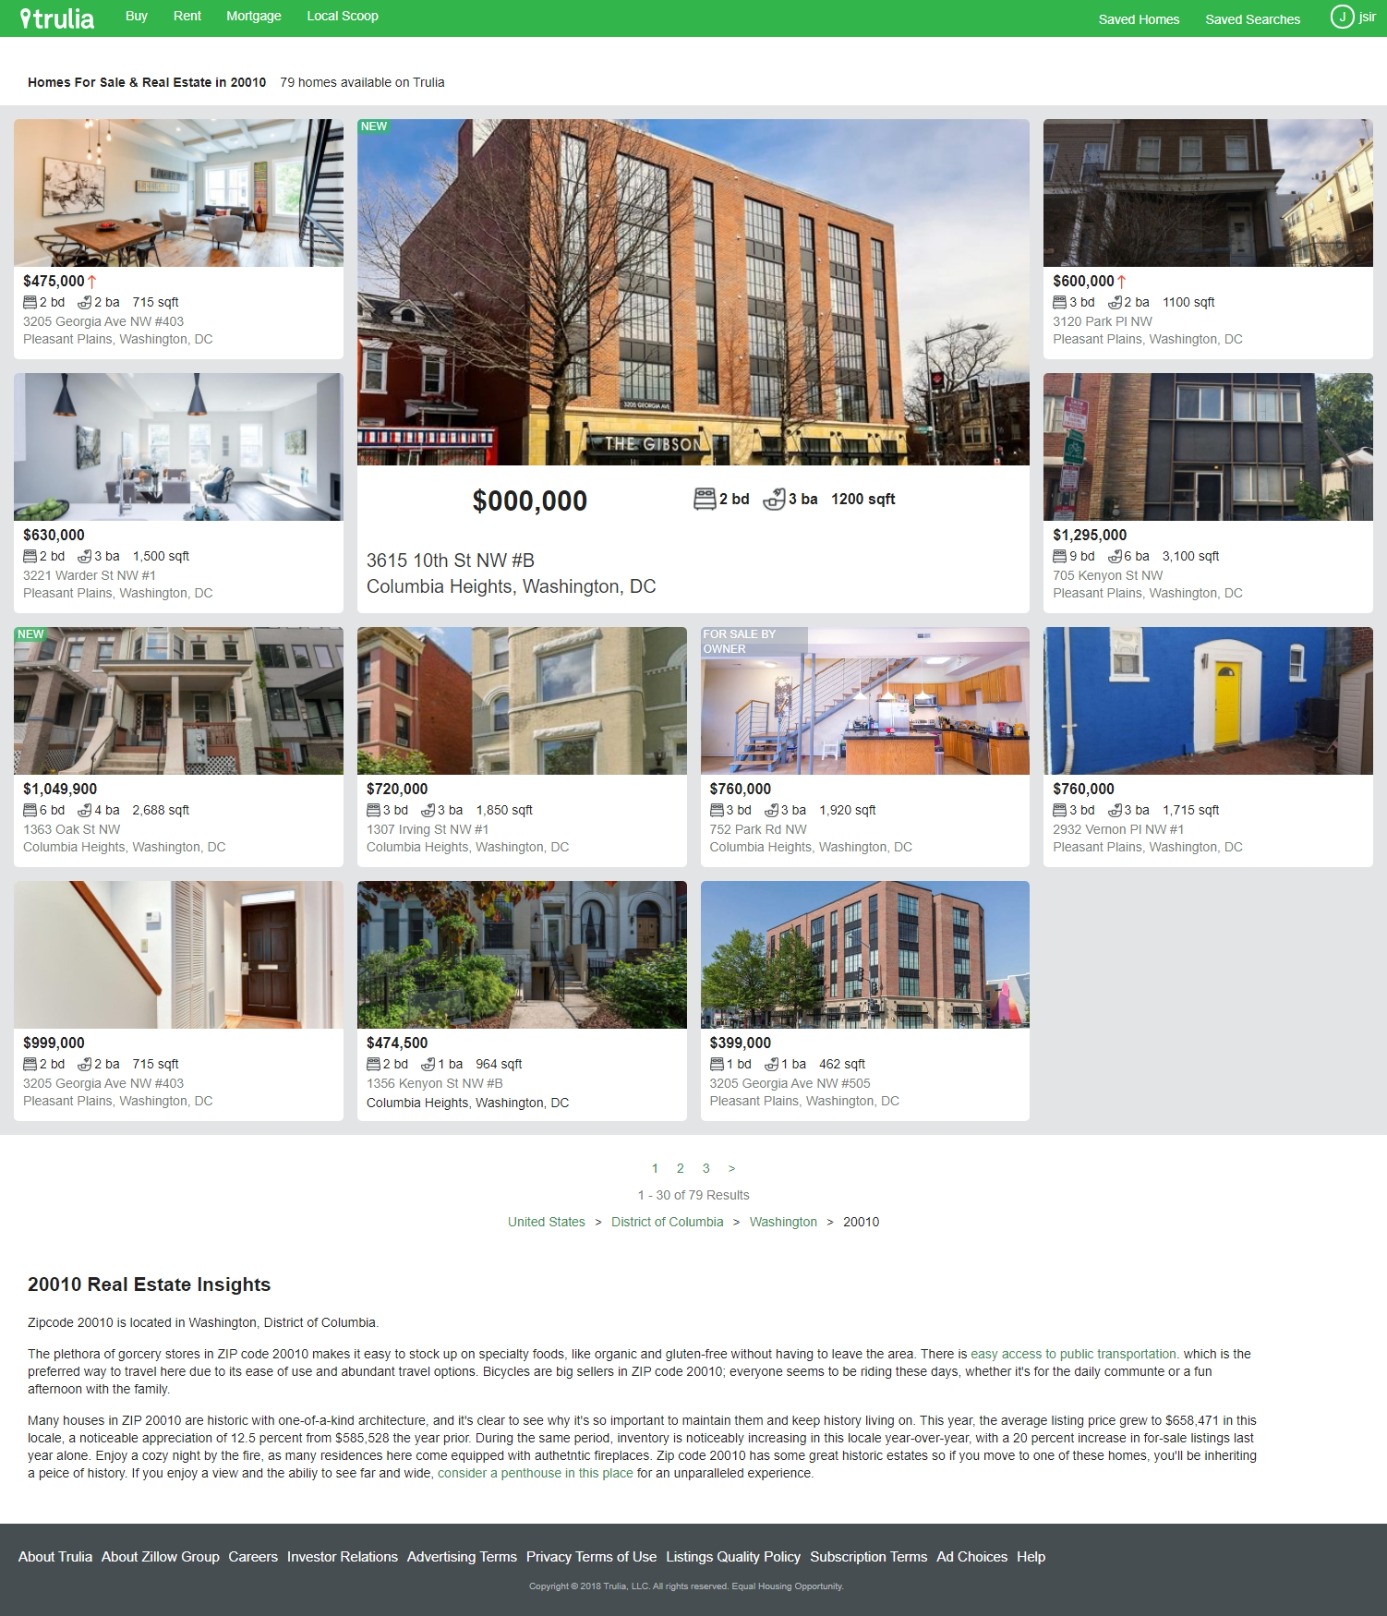 trulia
Buy Rent Mortgage Local Scoop
Saved Homes Saved Searches J jsir
Homes For Sale & Real Estate in 20010 79 homes available on Trulia
$475,000
2 bd 2 ba 715 sqft
3205 Georgia Ave NW #403
Pleasant Plains, Washington, DC
NEW
3205 GEORGIA AVE
THE GIBSON
$000,000
2 bd 3 ba 1200 sqft
3615 10th St NW #B
Columbia Heights, Washington, DC
$600,000
3 bd 2 ba 1100 sqft
3120 Park Pl NW
Pleasant Plains, Washington, DC
$630,000
2 bd 3 ba 1,500 sqft
3221 Warder St NW #1
Pleasant Plains, Washington, DC
$1,295,000
9 bd 6 ba 3,100 sqft
705 Kenyon St NW
Pleasant Plains, Washington, DC
NEW
$1,049,900
6 bd 4 ba 2,688 sqft
1363 Oak St NW
Columbia Heights, Washington, DC
$720,000
3 bd 3 ba 1,850 sqft
1307 Irving St NW #1
Columbia Heights, Washington, DC
FOR SALE BY
OWNER
$760,000
3 bd 3 ba 1,920 sqft
752 Park Rd NW
Columbia Heights, Washington, DC
$760,000
3 bd 3 ba 1,715 sqft
2932 Vernon Pl NW #1
Pleasant Plains, Washington, DC
$999,000
2 bd 2 ba 715 sqft
3205 Georgia Ave NW #403
Pleasant Plains, Washington, DC
$474,500
2 bd 1 ba 964 sqft
1356 Kenyon St NW #B
Columbia Heights, Washington, DC
$399,000
1 bd 1 ba 462 sqft
3205 Georgia Ave NW #505
Pleasant Plains, Washington, DC
1 2 3 >
1 - 30 of 79 Results
United States > District of Columbia > Washington > 20010
20010 Real Estate Insights
Zipcode 20010 is located in Washington, District of Columbia.
The plethora of gorcery stores in ZIP code 20010 makes it easy to stock up on specialty foods, like organic and gluten-free without having to leave the area. There is easy access to public transportation. which is the
preferred way to travel here due to its ease of use and abundant travel options. Bicycles are big sellers in ZIP code 20010; everyone seems to be riding these days, whether it's for the daily communte or a fun
afternoon with the family.
Many houses in ZIP 20010 are historic with one-of-a-kind architecture, and it's clear to see why it's so important to maintain them and keep history living on. This year, the average listing price grew to $658,471 in this
locale, a noticeable appreciation of 12.5 percent from $585,528 the year prior. During the same period, inventory is noticeably increasing in this locale year-over-year, with a 20 percent increase in for-sale listings last
year alone. Enjoy a cozy night by the fire, as many residences here come equipped with authetntic fireplaces. Zip code 20010 has some great historic estates so if you move to one of these homes, you'll be inheriting
a peice of history. If you enjoy a view and the abiliy to see far and wide, consider a penthouse in this place for an unparalleled experience.
About Trulia About Zillow Group Careers Investor Relations Advertising Terms Privacy Terms of Use Listings Quality Policy Subscription Terms Ad Choices Help
Copyright © 2018 Trulia, LLC. All rights reserved. Equal Housing Opportunity.